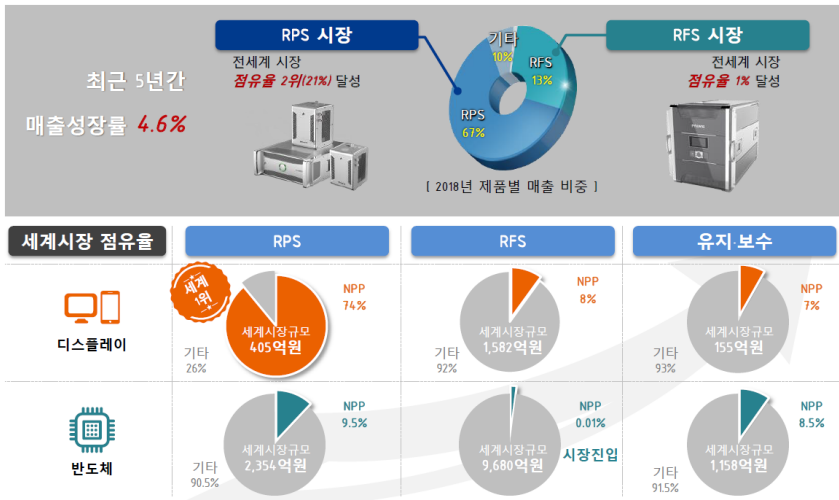 최근 5년간
매출성장률 4.6%
RPS 시장
전세계 시장
점유율 2위(21%) 달성
기타
10%
RFS
13%
RPS
67%
[ 2018년 제품별 매출 비중 ]
RFS 시장
전세계 시장
점유율 1% 달성
세계시장 점유율
RPS
RFS
유지·보수
디스플레이
세계
1위
NPP
74%
세계시장규모
405억원
기타
26%
NPP
8%
세계시장규모
1,582억원
기타
92%
NPP
7%
세계시장규모
155억원
기타
93%
반도체
NPP
9.5%
세계시장규모
2,354억원
기타
90.5%
NPP
0.01%
시장진입
세계시장규모
9,680억원
NPP
8.5%
세계시장규모
1,158억원
기타
91.5%